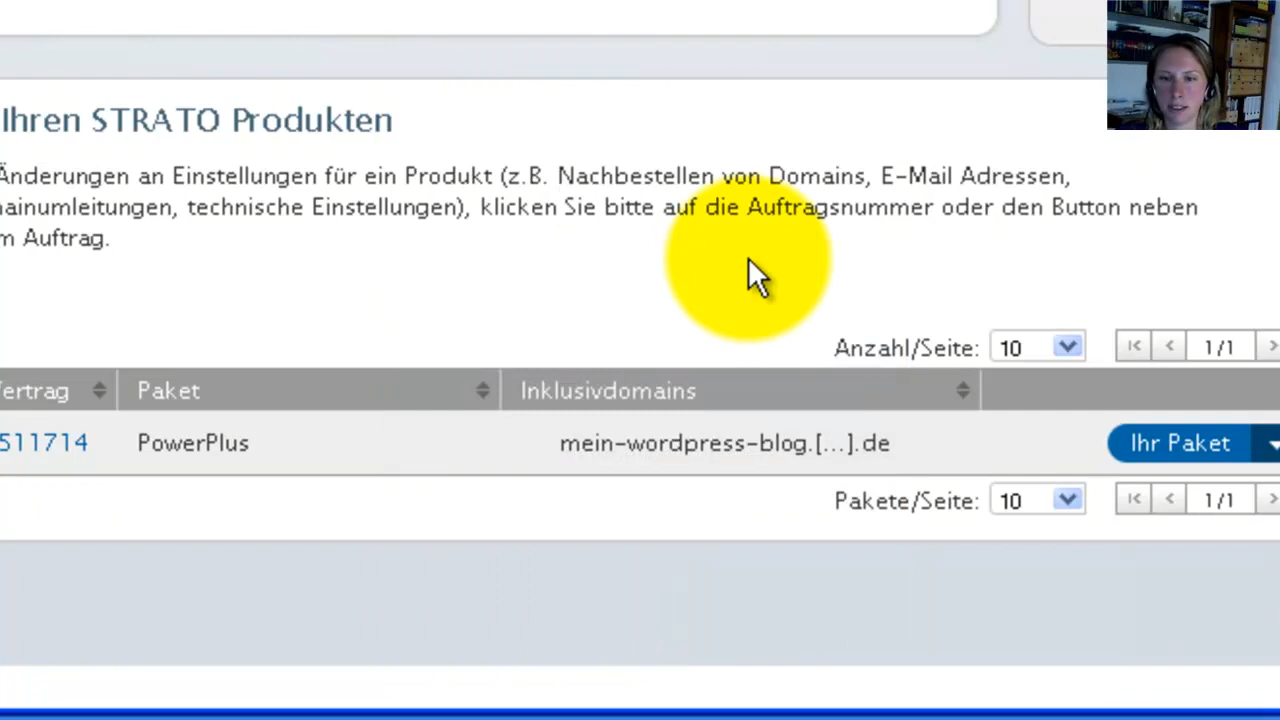 Ihren STRATO Produkten
Änderungen an Einstellungen für ein Produkt (z.B. Nachbestellen von Domains, E-Mail Adressen,
ainumleitungen, technische Einstellungen), klicken Sie bitte auf die Auftragsnummer oder den Button neben
m Auftrag.
Anzahl/Seite: 10 1/1
ertrag Paket Inklusivdomains
511714 PowerPlus mein-wordpress-blog.[...].de Ihr Paket
Pakete/Seite: 10 1/1